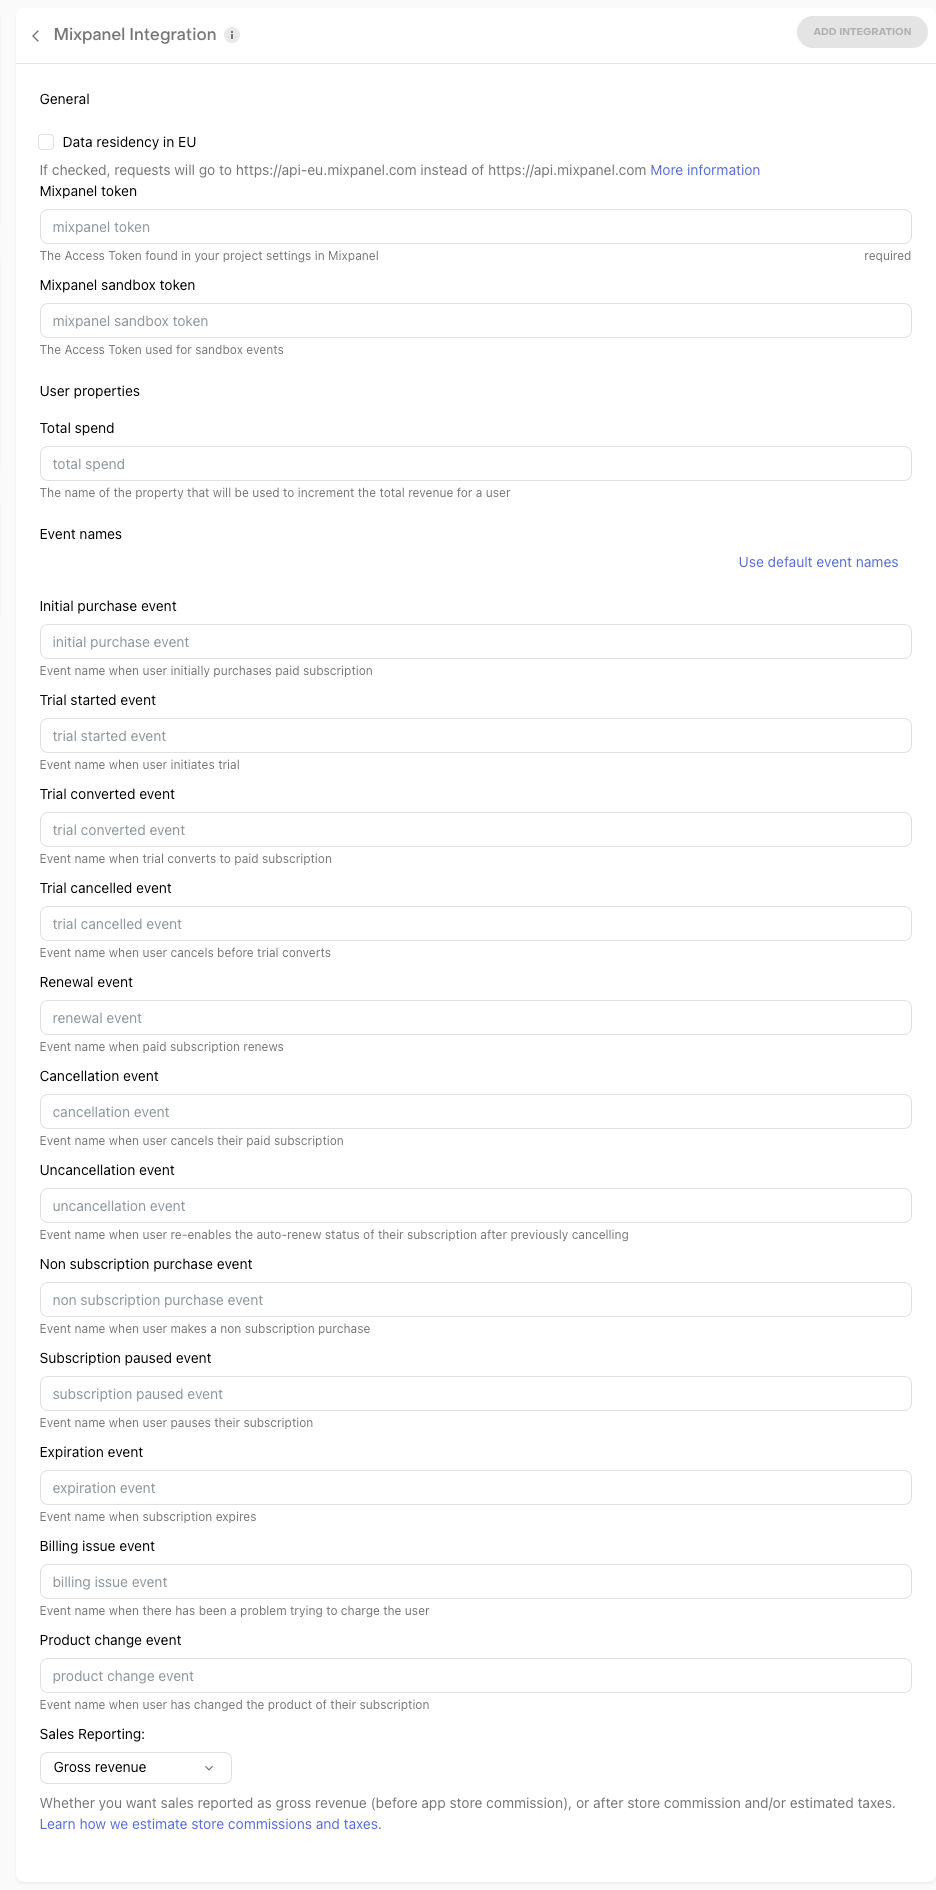 Mixpanel Integration
ADD INTEGRATION
General
Data residency in EU
If checked, requests will go to https://api-eu.mixpanel.com instead of https://api.mixpanel.com More information
Mixpanel token
mixpanel token
The Access Token found in your project settings in Mixpanel required
Mixpanel sandbox token
mixpanel sandbox token
The Access Token used for sandbox events
User properties
Total spend
total spend
The name of the property that will be used to increment the total revenue for a user
Event names
Use default event names
Initial purchase event
initial purchase event
Event name when user initially purchases paid subscription
Trial started event
trial started event
Event name when user initiates trial
Trial converted event
trial converted event
Event name when trial converts to paid subscription
Trial cancelled event
trial cancelled event
Event name when user cancels before trial converts
Renewal event
renewal event
Event name when paid subscription renews
Cancellation event
cancellation event
Event name when user cancels their paid subscription
Uncancellation event
uncancellation event
Event name when user re-enables the auto-renew status of their subscription after previously cancelling
Non subscription purchase event
non subscription purchase event
Event name when user makes a non subscription purchase
Subscription paused event
subscription paused event
Event name when user pauses their subscription
Expiration event
expiration event
Event name when subscription expires
Billing issue event
billing issue event
Event name when there has been a problem trying to charge the user
Product change event
product change event
Event name when user has changed the product of their subscription
Sales Reporting:
Gross revenue
Whether you want sales reported as gross revenue (before app store commission), or after store commission and/or estimated taxes.
Learn how we estimate store commissions and taxes.